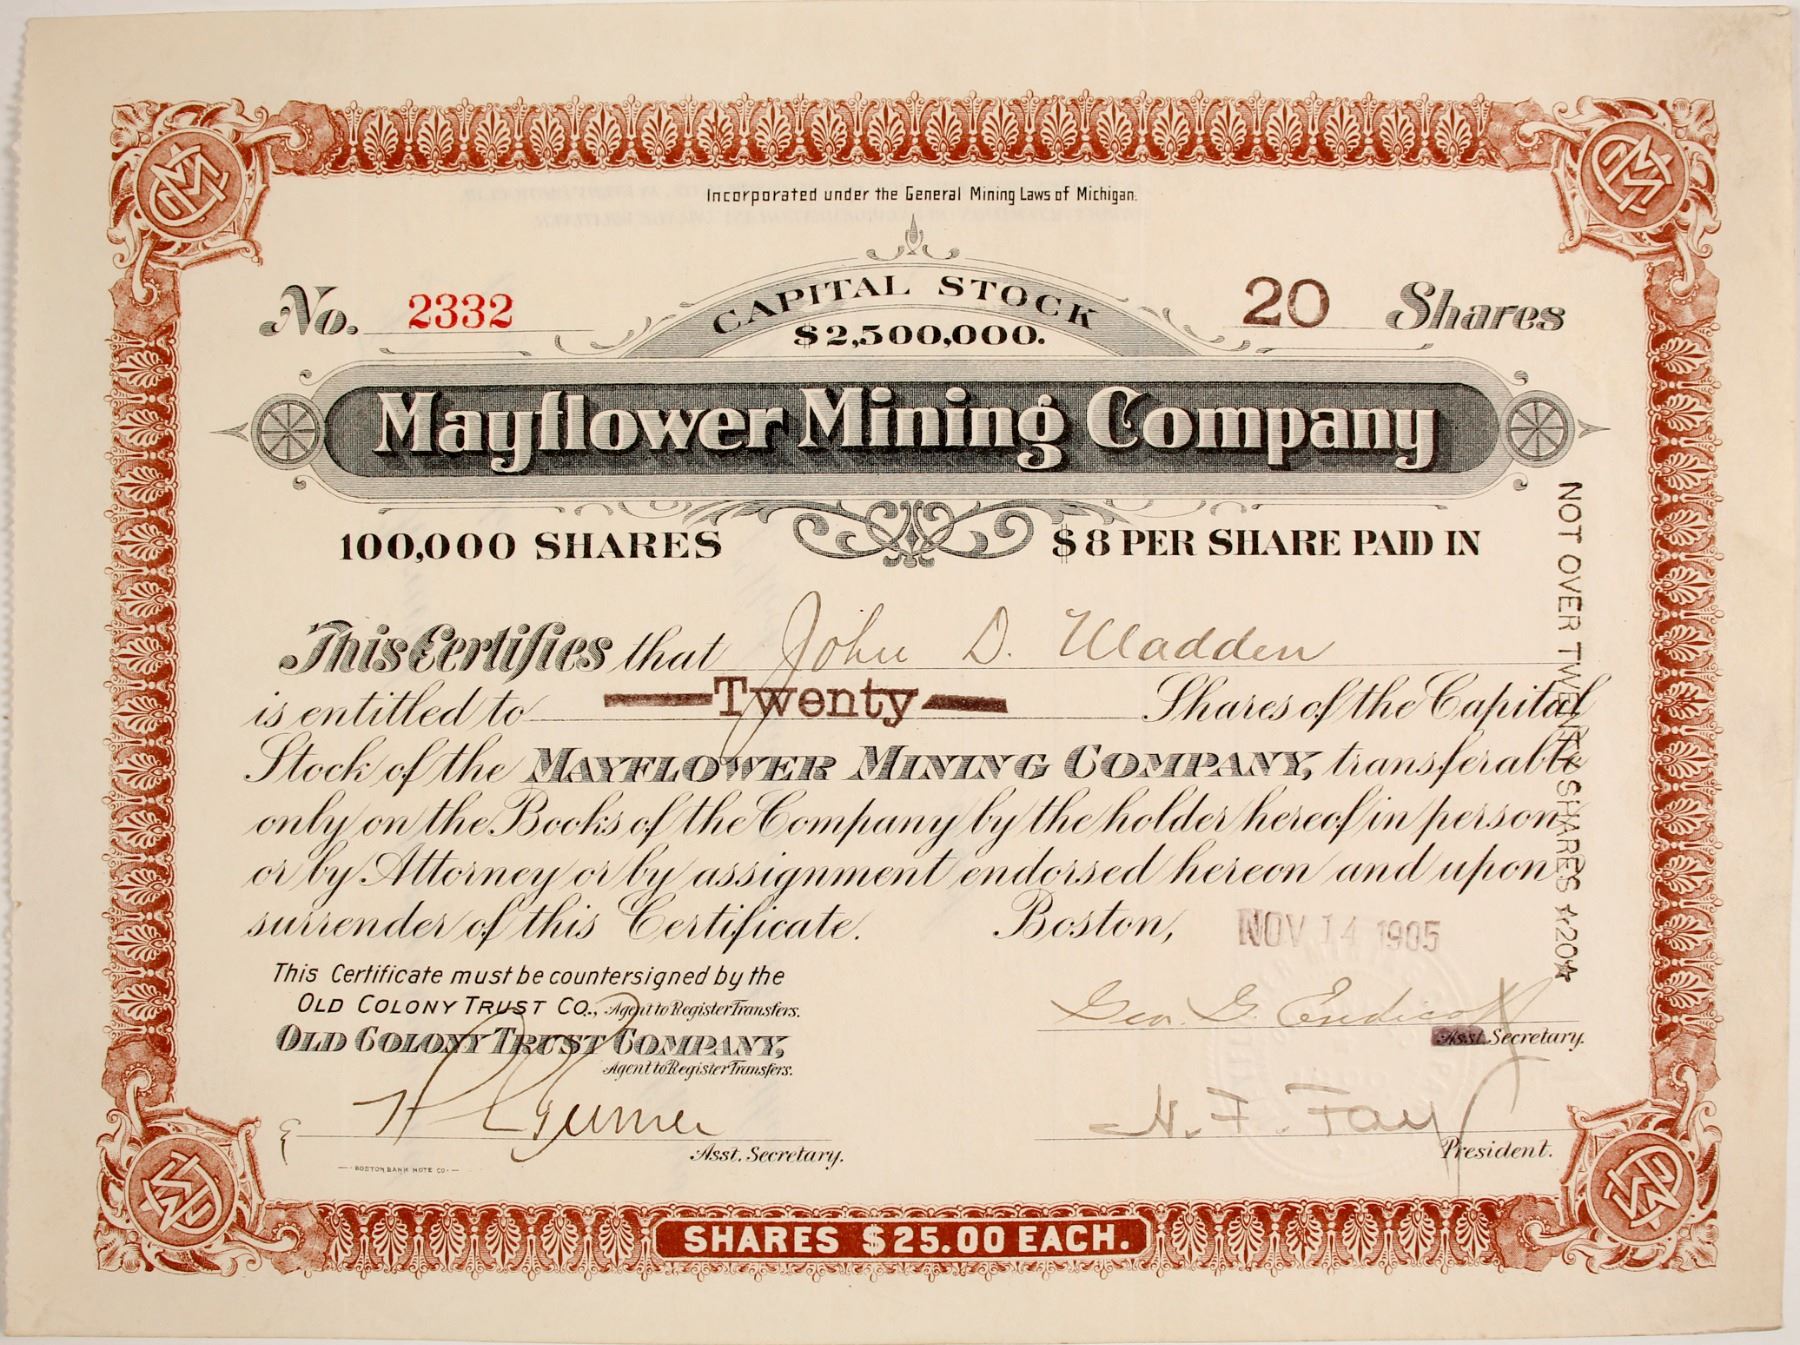 Incorporated under the General Mining Laws of Michigan.
No. 2332
CAPITAL STOCK
$2,500,000.
20 Shares
Mayflower Mining Company
100,000 SHARES
$8 PER SHARE PAID IN
This Certifies that John D. Madden
is entitled to Twenty Shares of the Capital
Stock of the MAYFLOWER MINING COMPANY, transferable
only on the Books of the Company by the holder hereof in person
or by Attorney or by assignment endorsed hereon and upon
surrender of this Certificate. Boston, NOV 14 1905
This Certificate must be countersigned by the
OLD COLONY TRUST CO., Agent to Register Transfers.
OLD COLONY TRUST COMPANY,
Agent to Register Transfers.
Asst. Secretary.
BOSTON BANK NOTE CO.
Geo. G. Endicott
Asst. Secretary.
H. F. Fay
President.
NOT OVER TWENTY SHARES ☆20☆
SHARES $25.00 EACH.